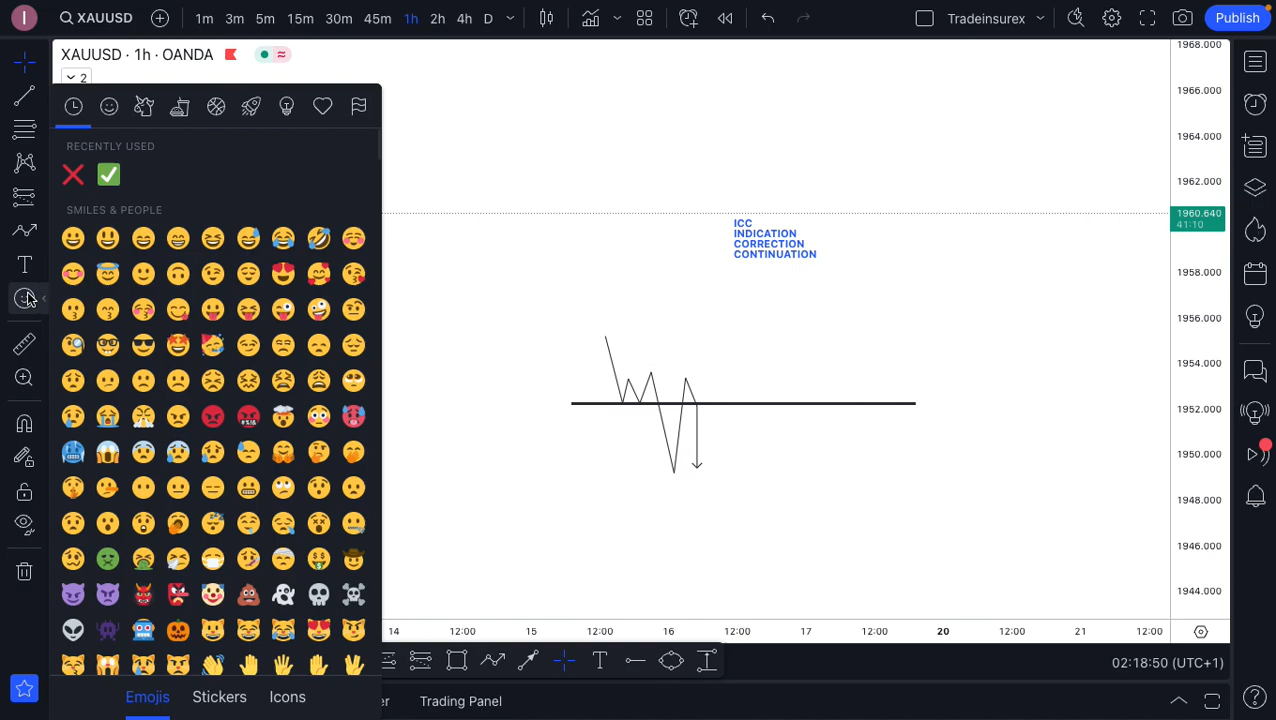 I
XAUUSD
1m 3m 5m 15m 30m 45m 1h 2h 4h D
Tradeinsurex
Publish
XAUUSD · 1h · OANDA
2
RECENTLY USED
SMILES & PEOPLE
ICC
INDICATION
CORRECTION
CONTINUATION
1968.000
1966.000
1964.000
1962.000
1960.640
41:10
1958.000
1956.000
1954.000
1952.000
1950.000
1948.000
1946.000
1944.000
14 12:00 15 12:00 16 12:00 17 12:00 20 12:00 21 12:00
02:18:50 (UTC+1)
Emojis Stickers Icons
er Trading Panel